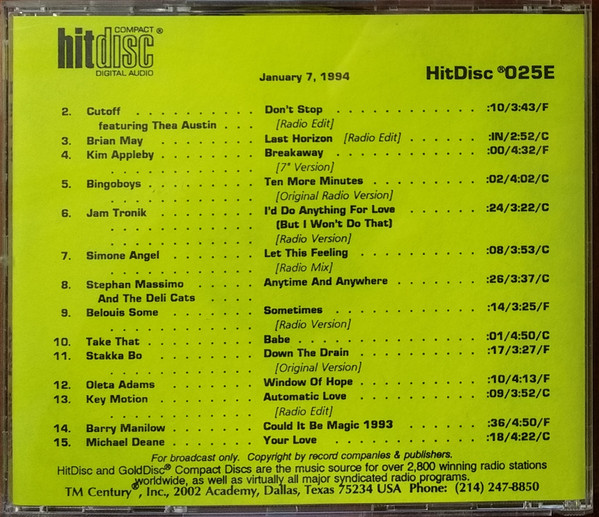 COMPACT
hitdisc®
DIGITAL AUDIO
January 7, 1994
HitDisc ®025E
2. Cutoff . . . . . . . . . . Don't Stop . . . . . . . . . . . . . :10/3:43/F
featuring Thea Austin . . . [Radio Edit]
3. Brian May . . . . . . . . Last Horizon [Radio Edit] . . . . . . . :IN/2:52/C
4. Kim Appleby . . . . . . . Breakaway . . . . . . . . . . . . . :00/4:32/F
[7" Version]
5. Bingoboys . . . . . . . . Ten More Minutes . . . . . . . . . :02/4:02/C
[Original Radio Version]
6. Jam Tronik . . . . . . . . I'd Do Anything For Love . . . . . . :24/3:22/C
(But I Won't Do That)
[Radio Version]
7. Simone Angel . . . . . . . Let This Feeling . . . . . . . . . . . :08/3:53/C
[Radio Mix]
8. Stephan Massimo . . . . . Anytime And Anywhere . . . . . . . :26/3:37/C
And The Deli Cats . . . . .
9. Belouis Some . . . . . . . Sometimes . . . . . . . . . . . . . :14/3:25/F
[Radio Version]
10. Take That . . . . . . . . Babe . . . . . . . . . . . . . . . . :01/4:50/C
11. Stakka Bo . . . . . . . . Down The Drain . . . . . . . . . . :17/3:27/F
[Original Version]
12. Oleta Adams . . . . . . . Window Of Hope . . . . . . . . . . :10/4:13/F
13. Key Motion . . . . . . . . Automatic Love . . . . . . . . . . . :09/3:52/C
[Radio Edit]
14. Barry Manilow . . . . . . Could It Be Magic 1993 . . . . . . . :36/4:50/F
15. Michael Deane . . . . . . Your Love . . . . . . . . . . . . . . :18/4:22/C
For broadcast only. Copyright by record companies & publishers.
HitDisc and GoldDisc® Compact Discs are the music source for over 2,800 winning radio stations
worldwide, as well as virtually all major syndicated radio programs.
TM Century®, Inc., 2002 Academy, Dallas, Texas 75234 USA Phone: (214) 247-8850